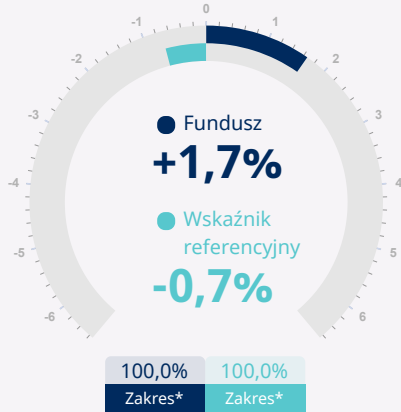 0
-1 1
-2 2
-3 3
-4 4
-5 5
-6 6
Fundusz
+1,7%
Wskaźnik
referencyjny
-0,7%
100,0% 100,0%
Zakres* Zakres*